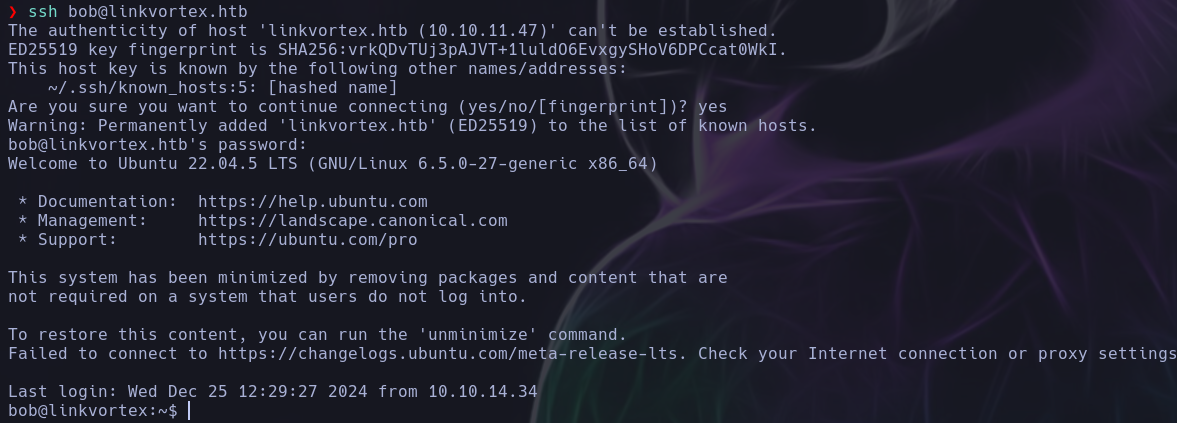 ❯ ssh bob@linkvortex.htb
The authenticity of host 'linkvortex.htb (10.10.11.47)' can't be established.
ED25519 key fingerprint is SHA256:vrkQDvTUj3pAJVT+1luldO6EvxgySHoV6DPCcat0WkI.
This host key is known by the following other names/addresses:
    ~/.ssh/known_hosts:5: [hashed name]
Are you sure you want to continue connecting (yes/no/[fingerprint])? yes
Warning: Permanently added 'linkvortex.htb' (ED25519) to the list of known hosts.
bob@linkvortex.htb's password:
Welcome to Ubuntu 22.04.5 LTS (GNU/Linux 6.5.0-27-generic x86_64)
 * Documentation:  https://help.ubuntu.com
 * Management:     https://landscape.canonical.com
 * Support:        https://ubuntu.com/pro
This system has been minimized by removing packages and content that are
not required on a system that users do not log into.
To restore this content, you can run the 'unminimize' command.
Failed to connect to https://changelogs.ubuntu.com/meta-release-lts. Check your Internet connection or proxy settings
Last login: Wed Dec 25 12:29:27 2024 from 10.10.14.34
bob@linkvortex:~$